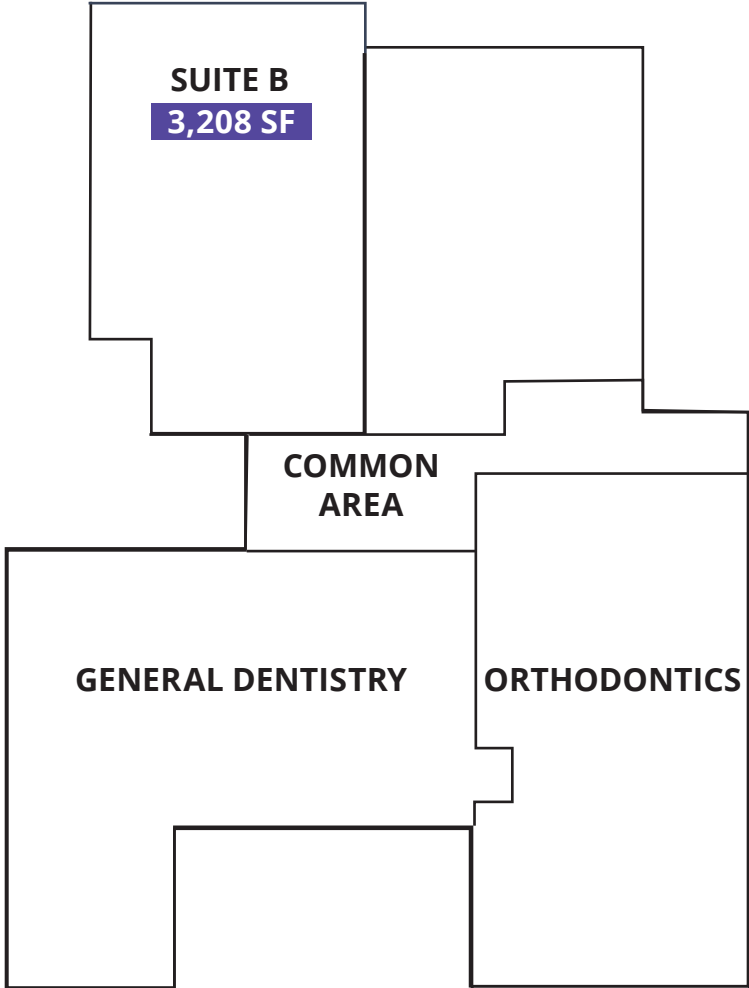 SUITE B
3,208 SF
COMMON
AREA
GENERAL DENTISTRY
ORTHODONTICS